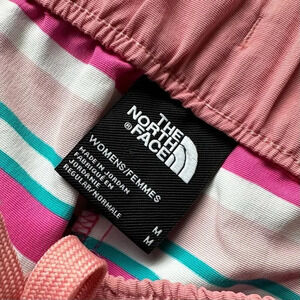 THE
NORTH
FACE®
WOMENS/FEMMES
MADE IN JORDAN
FABRIQUÉ EN
JORDANIE
REGULAR/NORMALE
M
M